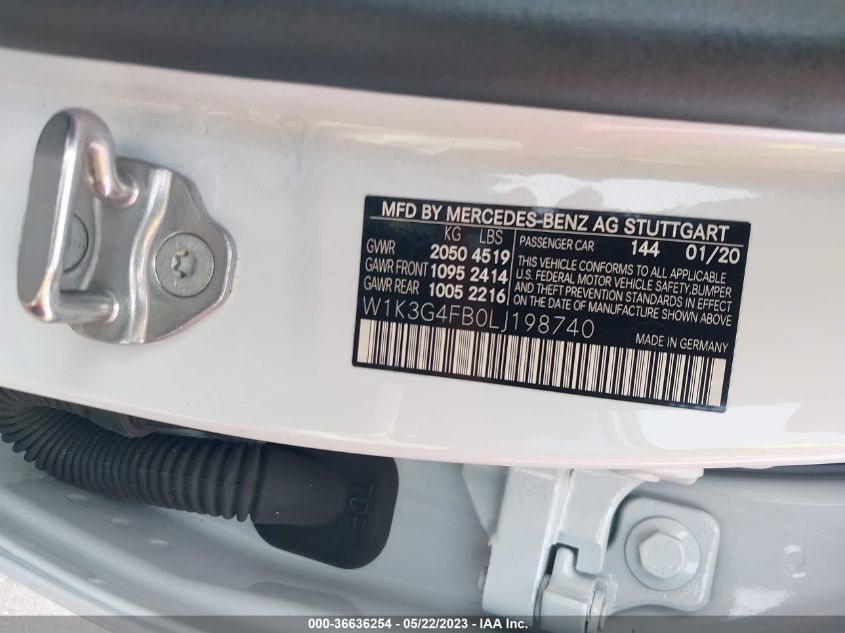 MFD BY MERCEDES-BENZ AG STUTTGART
KG LBS
GVWR 2050 4519
GAWR FRONT 1095 2414
GAWR REAR 1005 2216
PASSENGER CAR 144 01/20
THIS VEHICLE CONFORMS TO ALL APPLICABLE
U.S. FEDERAL MOTOR VEHICLE SAFETY,BUMPER
AND THEFT PREVENTION STANDARDS IN EFFECT
ON THE DATE OF MANUFACTURE SHOWN ABOVE
W1K3G4FB0LJ198740
MADE IN GERMANY
TOP
000-36636254 - 05/22/2023 - IAA Inc.